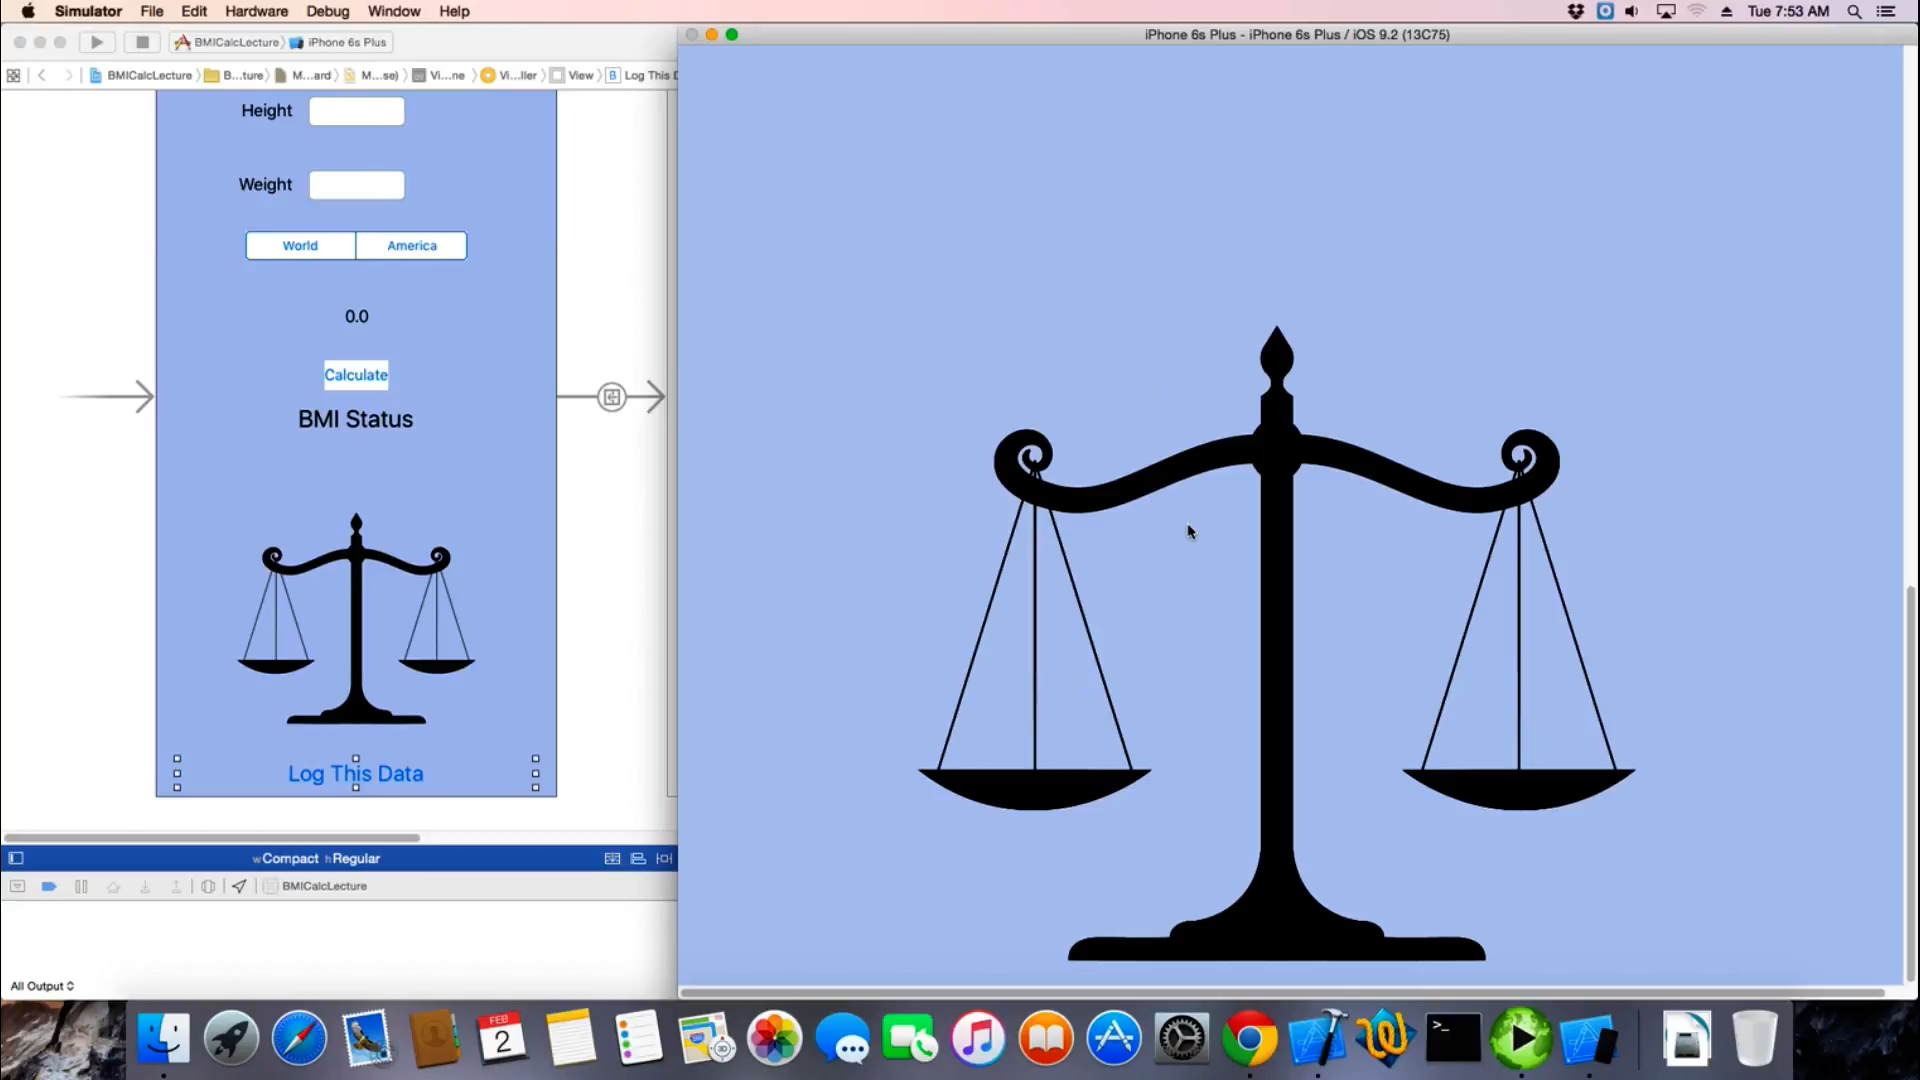 Simulator File Edit Hardware Debug Window Help Tue 7:53 AM
BMICalcLecture iPhone 6s Plus
iPhone 6s Plus - iPhone 6s Plus / iOS 9.2 (13C75)
BMICalcLecture B...ture M...ard M...se) Vi...ne Vi...ller View B Log This D
Height
Weight
World America
0.0
Calculate
BMI Status
Log This Data
wCompact hRegular
BMICalcLecture
All Output
FEB
2